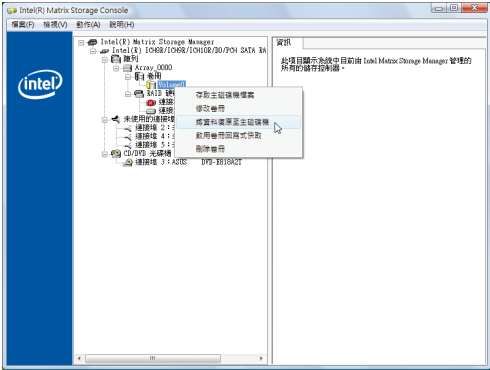 Intel(R) Matrix Storage Console
檔案(F) 檢視(V) 動作(A) 說明(H)
Intel(R) Matrix Storage Manager
Intel(R) ICH8R/ICH9R/ICH10R/DO/PCH SATA RA
陣列
Array_0000
卷冊
Volume0
RAID 硬
連接
連接
未使用的連接埠
連接埠 2：
連接埠 4：
連接埠 5：
CD/DVD 光碟機
連接埠 3：ASUS DVD-E818A2T
存取主磁碟機檔案
修改卷冊
將資料復原至主磁碟機
啟用卷冊回寫式快取
刪除卷冊
資訊
此項目顯示系統中目前由 Intel Matrix Storage Manager 管理的
所有的儲存控制器。
intel